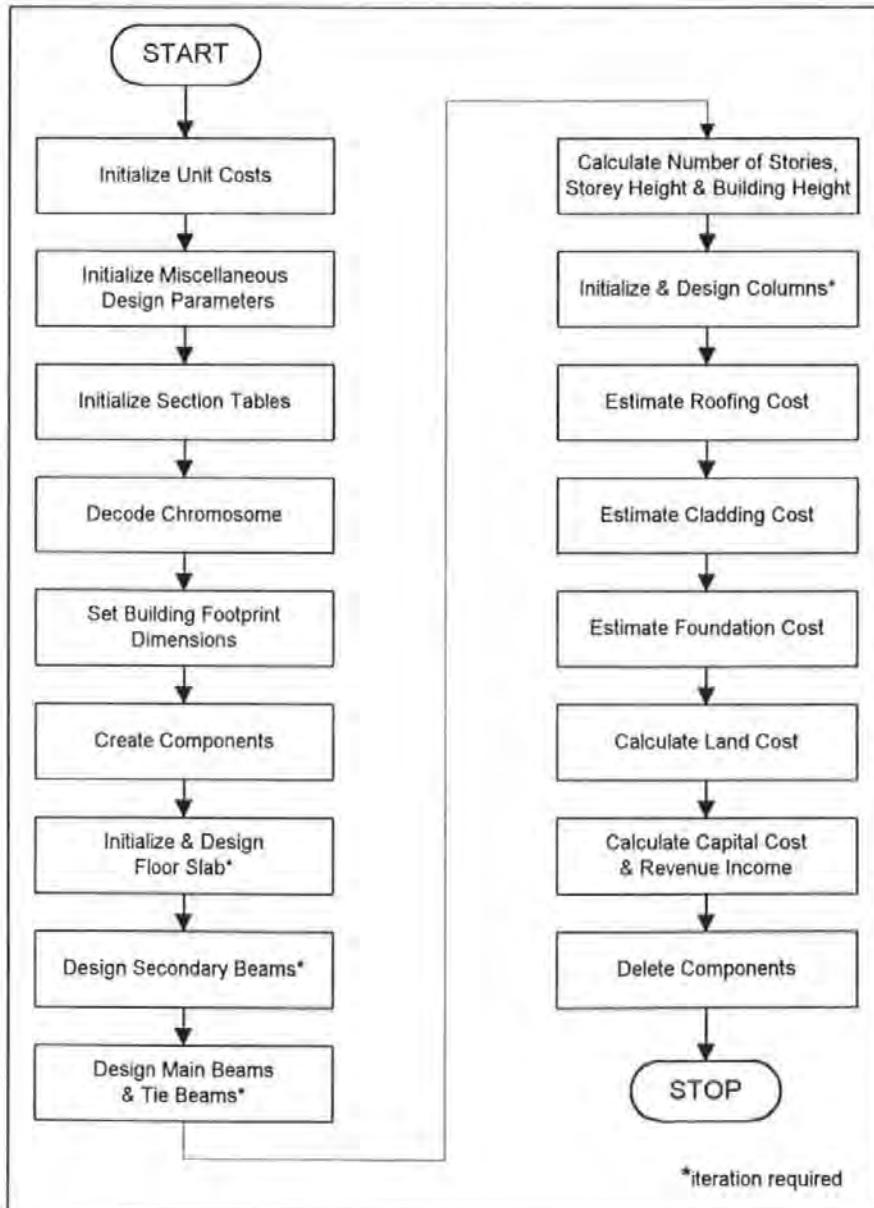 START
Initialize Unit Costs
Initialize Miscellaneous
Design Parameters
Initialize Section Tables
Decode Chromosome
Set Building Footprint
Dimensions
Create Components
Initialize & Design
Floor Slab*
Design Secondary Beams*
Design Main Beams
& Tie Beams*
Calculate Number of Stories,
Storey Height & Building Height
Initialize & Design Columns*
Estimate Roofing Cost
Estimate Cladding Cost
Estimate Foundation Cost
Calculate Land Cost
Calculate Capital Cost
& Revenue Income
Delete Components
STOP
*iteration required